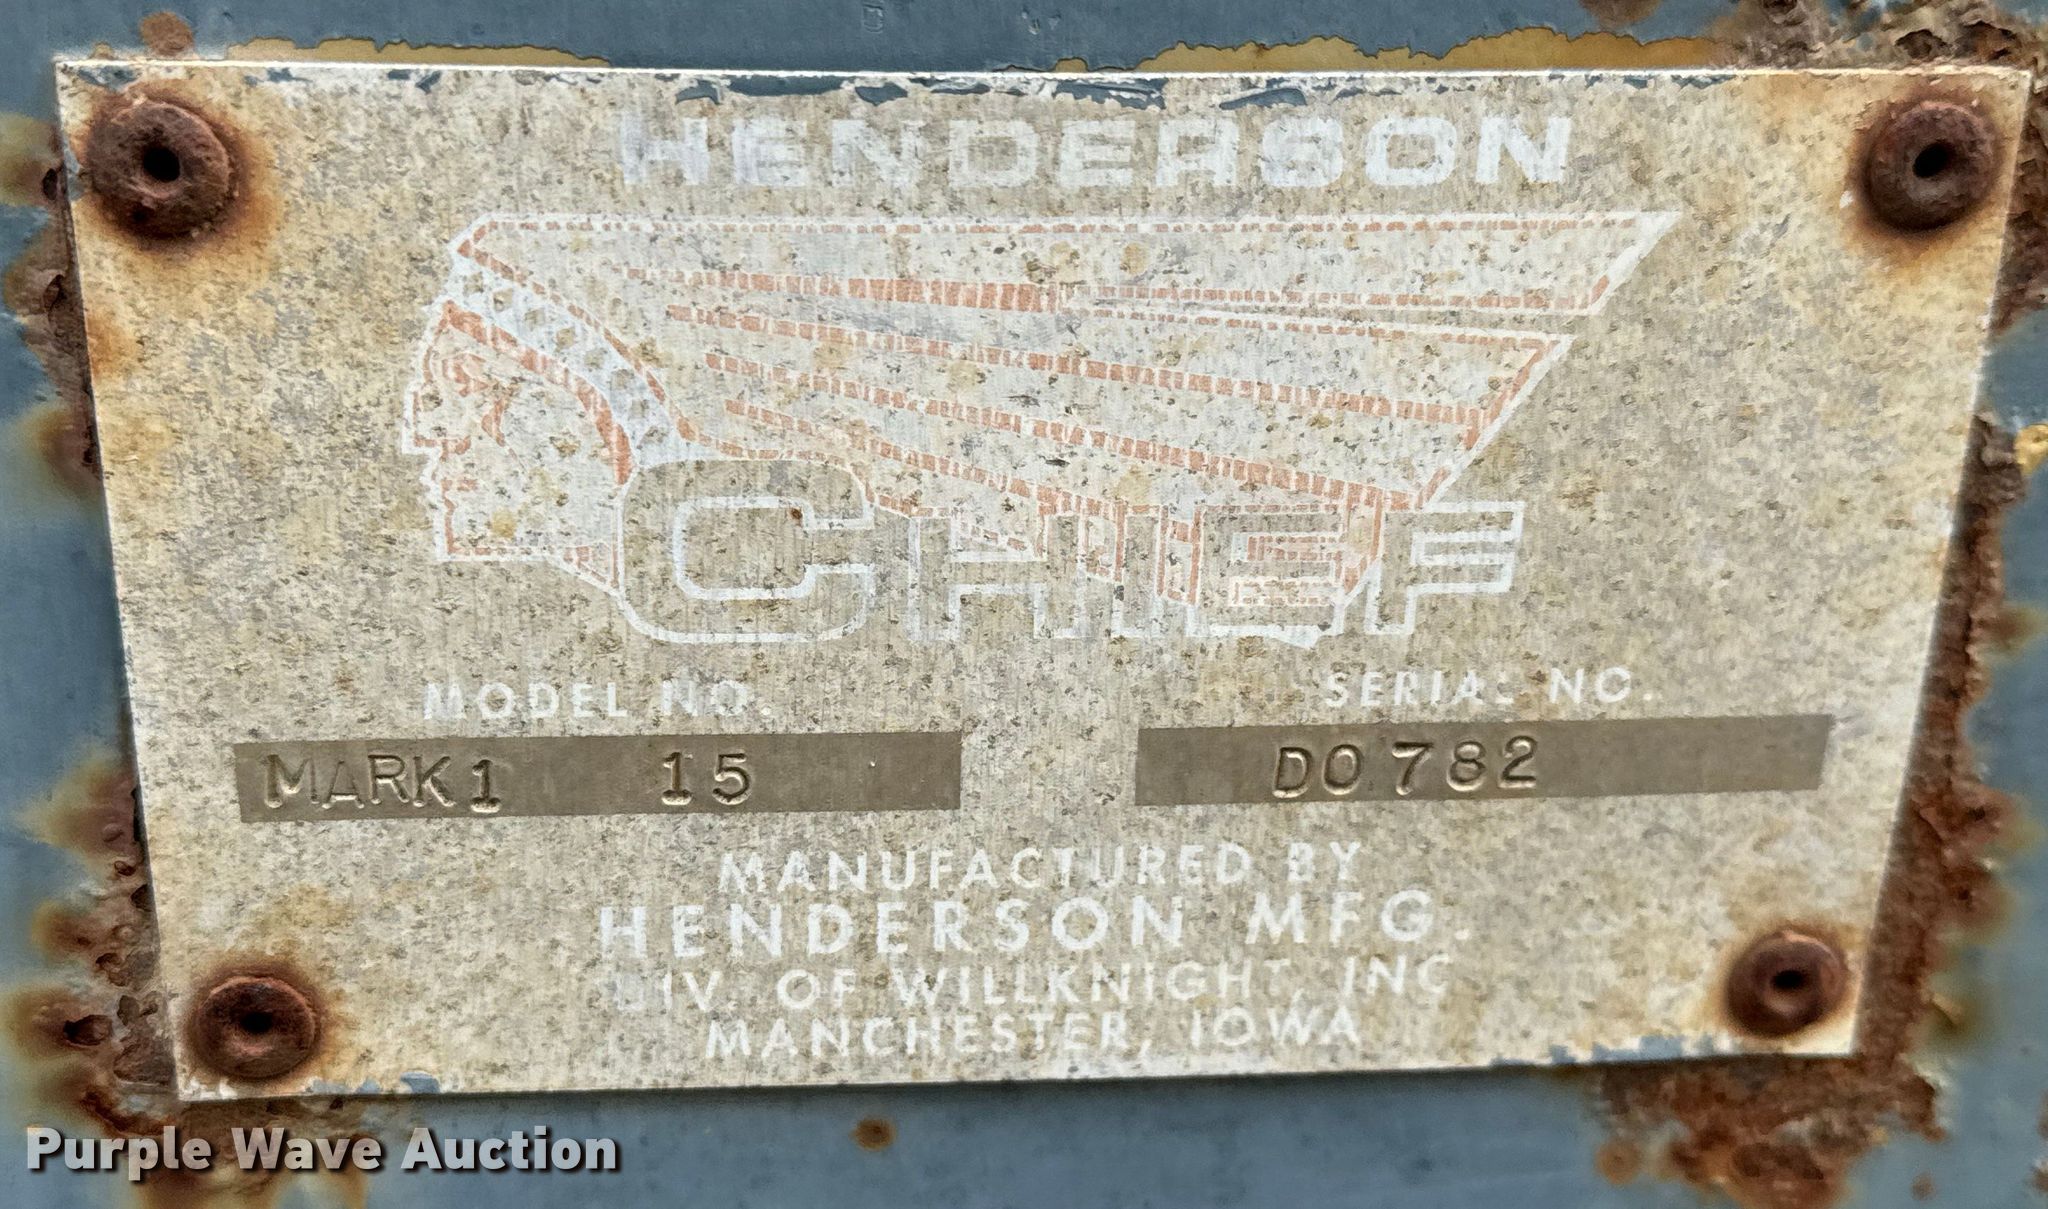 HENDERSON
CHIEF
MODEL NO. SERIAL NO.
MARK1 15 DO782
MANUFACTURED BY
HENDERSON MFG.
DIV. OF WILLKNIGHT, INC
MANCHESTER, IOWA
Purple Wave Auction